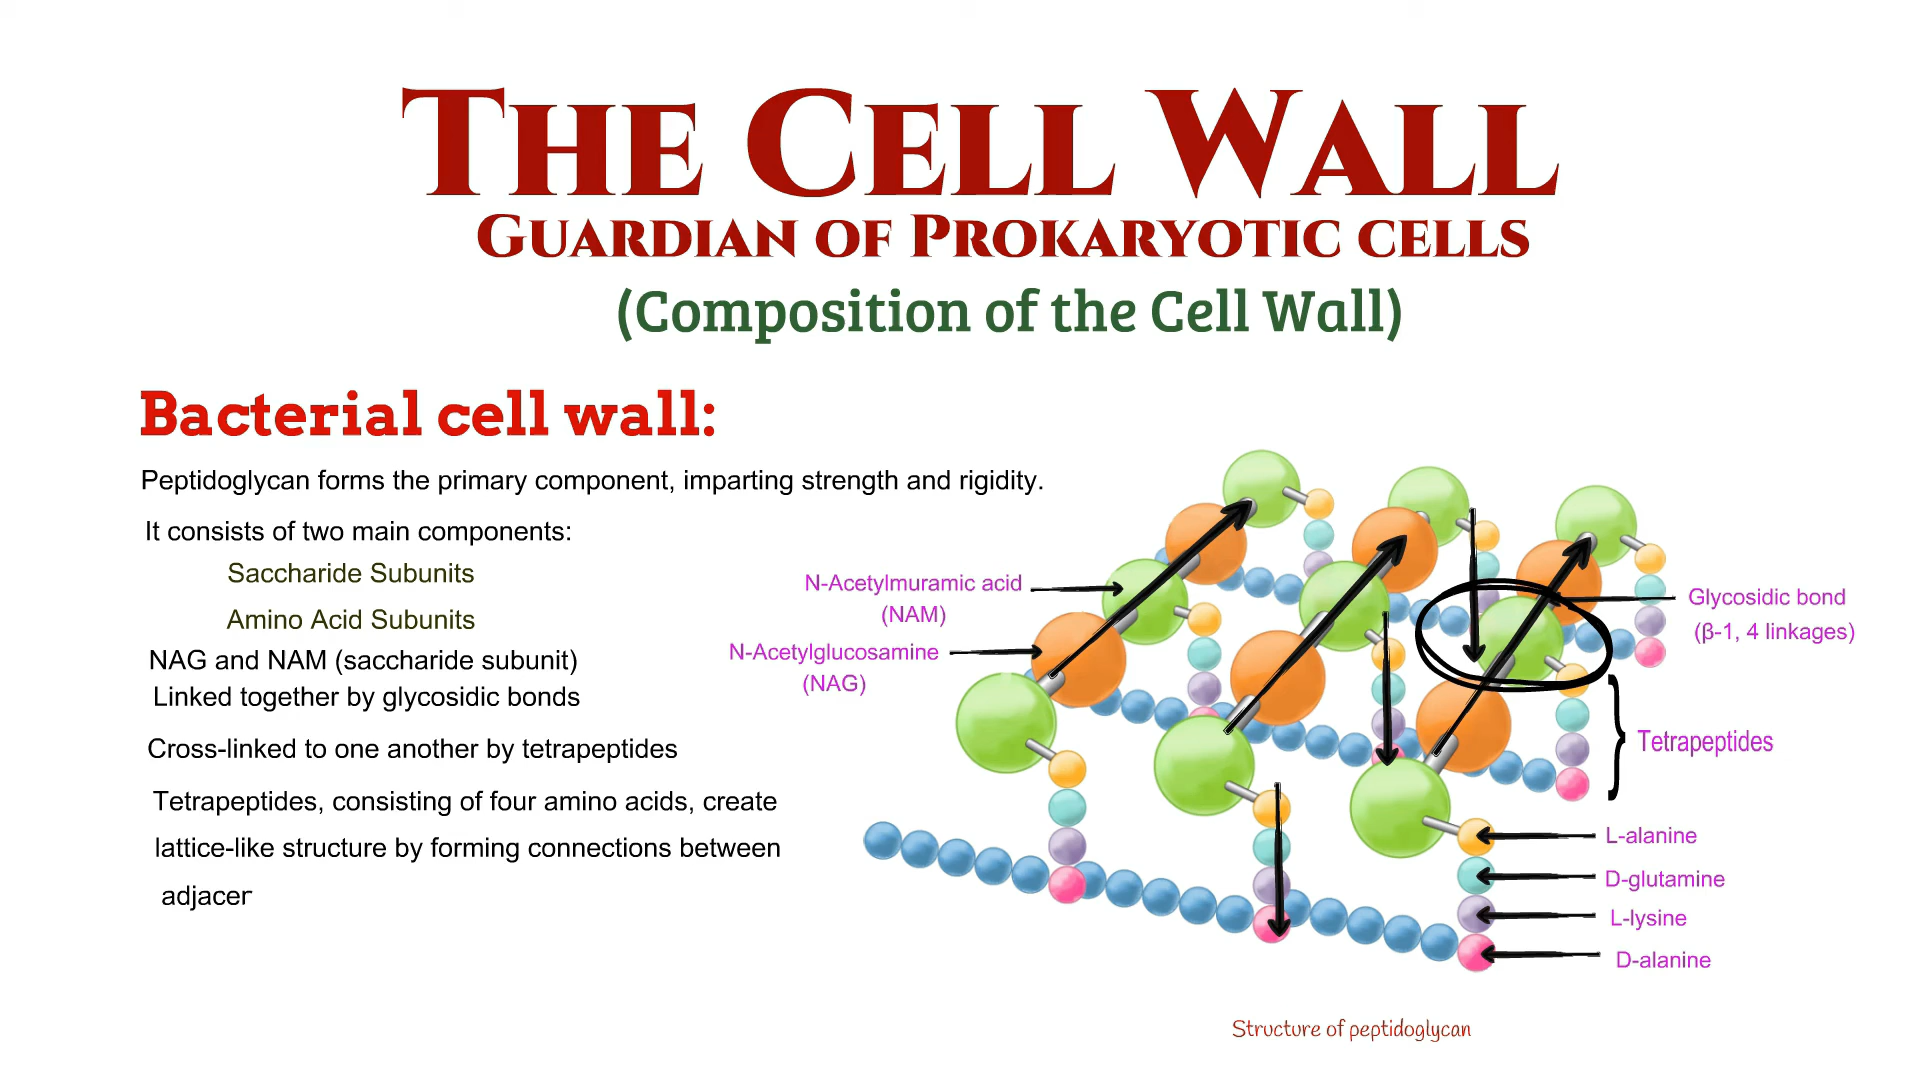 THE CELL WALL
GUARDIAN OF PROKARYOTIC CELLS
(Composition of the Cell Wall)
Bacterial cell wall:
Peptidoglycan forms the primary component, imparting strength and rigidity.
It consists of two main components:
Saccharide Subunits
Amino Acid Subunits
NAG and NAM (saccharide subunit)
Linked together by glycosidic bonds
Cross-linked to one another by tetrapeptides
Tetrapeptides, consisting of four amino acids, create
lattice-like structure by forming connections between
N-Acetylmuramic acid
(NAM)
N-Acetylglucosamine
(NAG)
Glycosidic bond
(β-1, 4 linkages)
Tetrapeptides
L-alanine
D-glutamine
L-lysine
D-alanine
Structure of peptidoglycan